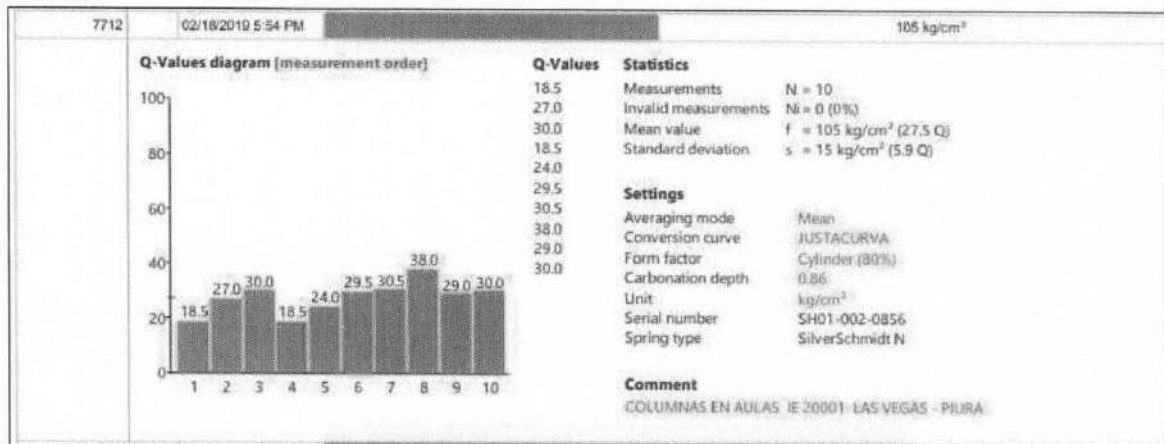 7712 02/18/2019 5:54 PM 105 kg/cm²
Q-Values diagram (measurement order)
100
80
60
40
20
0
18.5 27.0 30.0 18.5 24.0 29.5 30.5 38.0 29.0 30.0
1 2 3 4 5 6 7 8 9 10
Q-Values
18.5
27.0
30.0
18.5
24.0
29.5
30.5
38.0
29.0
30.0
Statistics
Measurements N = 10
Invalid measurements Ni = 0 (0%)
Mean value f = 105 kg/cm² (27.5 Q)
Standard deviation s = 15 kg/cm² (5.9 Q)
Settings
Averaging mode Mean
Conversion curve JUSTACURVA
Form factor Cylinder (80%)
Carbonation depth 0.86
Unit kg/cm²
Serial number SH01-002-0856
Spring type SilverSchmidt N
Comment
COLUMNAS EN AULAS IE 20001 LAS VEGAS - PIURA